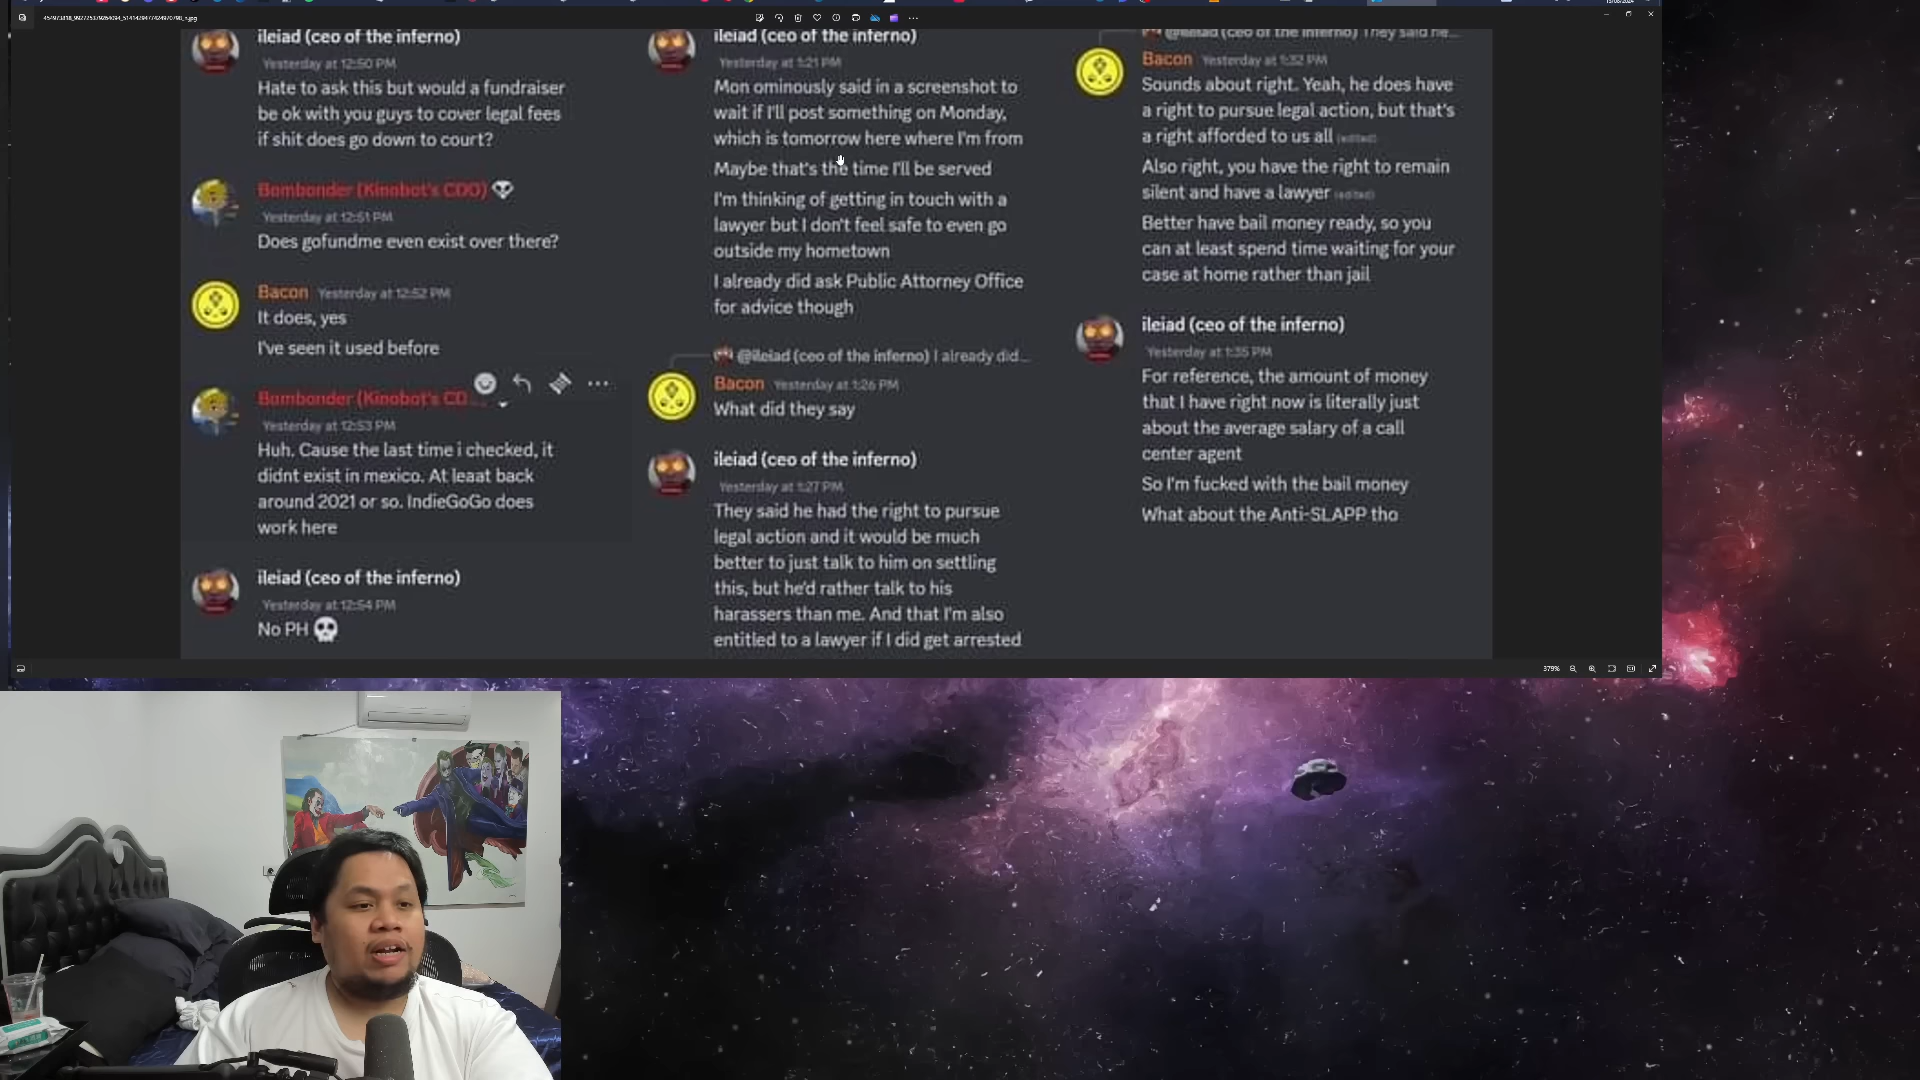 454973818_992725379264094_5141429477424970798_n.jpg
ileiad (ceo of the inferno)
Yesterday at 12:50 PM
Hate to ask this but would a fundraiser
be ok with you guys to cover legal fees
if shit does go down to court?
Bombonder (Kinobot's CDO)
Yesterday at 12:51 PM
Does gofundme even exist over there?
Bacon Yesterday at 12:52 PM
It does, yes
I've seen it used before
Bombonder (Kinobot's CD...
Yesterday at 12:53 PM
Huh. Cause the last time i checked, it
didnt exist in mexico. At leaat back
around 2021 or so. IndieGoGo does
work here
ileiad (ceo of the inferno)
Yesterday at 12:54 PM
No PH 💀
ileiad (ceo of the inferno)
Yesterday at 1:21 PM
Mon ominously said in a screenshot to
wait if I'll post something on Monday,
which is tomorrow here where I'm from
Maybe that's the time I'll be served
I'm thinking of getting in touch with a
lawyer but I don't feel safe to even go
outside my hometown
I already did ask Public Attorney Office
for advice though
@ileiad (ceo of the inferno) I already did...
Bacon Yesterday at 1:26 PM
What did they say
ileiad (ceo of the inferno)
Yesterday at 1:27 PM
They said he had the right to pursue
legal action and it would be much
better to just talk to him on settling
this, but he'd rather talk to his
harassers than me. And that I'm also
entitled to a lawyer if I did get arrested
@ileiad (ceo of the inferno) They said he...
Bacon Yesterday at 1:32 PM
Sounds about right. Yeah, he does have
a right to pursue legal action, but that's
a right afforded to us all (edited)
Also right, you have the right to remain
silent and have a lawyer (edited)
Better have bail money ready, so you
can at least spend time waiting for your
case at home rather than jail
ileiad (ceo of the inferno)
Yesterday at 1:35 PM
For reference, the amount of money
that I have right now is literally just
about the average salary of a call
center agent
So I'm fucked with the bail money
What about the Anti-SLAPP tho
379%